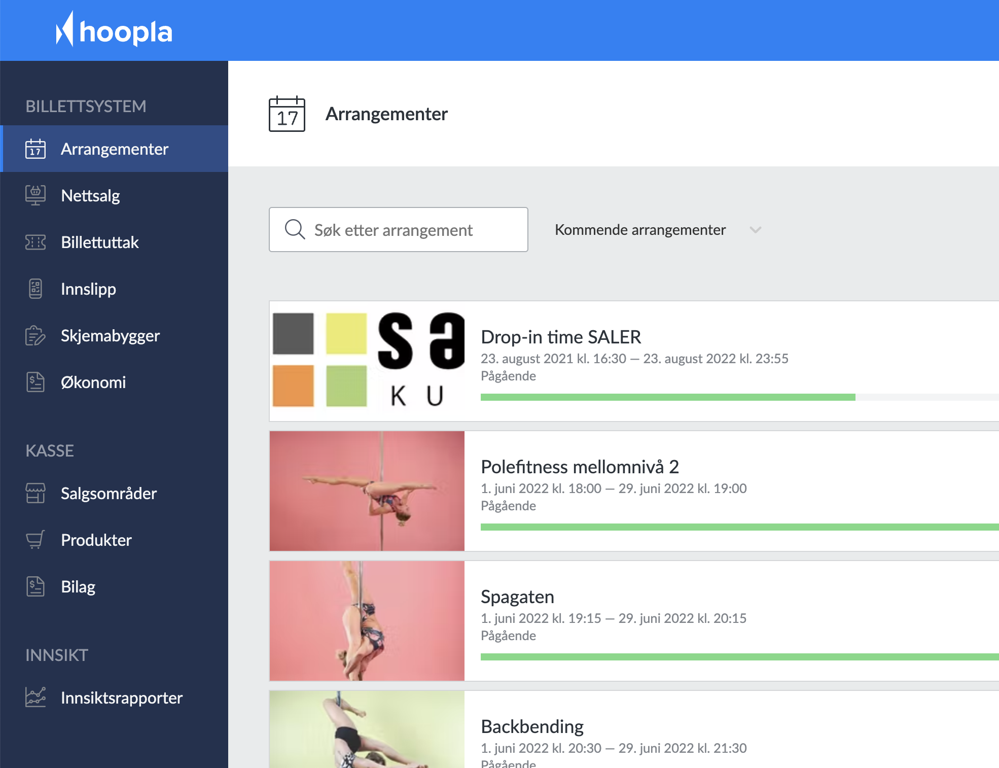 hoopla
BILLETTSYSTEM
17 Arrangementer
Nettsalg
Billettuttak
Innslipp
Skjemabygger
$ Økonomi
KASSE
Salgsområder
Produkter
$ Bilag
INNSIKT
Innsiktsrapporter
17 Arrangementer
Søk etter arrangement
Kommende arrangementer
sa
K U
Drop-in time SALER
23. august 2021 kl. 16:30 — 23. august 2022 kl. 23:55
Pågående
Polefitness mellomnivå 2
1. juni 2022 kl. 18:00 — 29. juni 2022 kl. 19:00
Pågående
Spagaten
1. juni 2022 kl. 19:15 — 29. juni 2022 kl. 20:15
Pågående
Backbending
1. juni 2022 kl. 20:30 — 29. juni 2022 kl. 21:30
Pågående